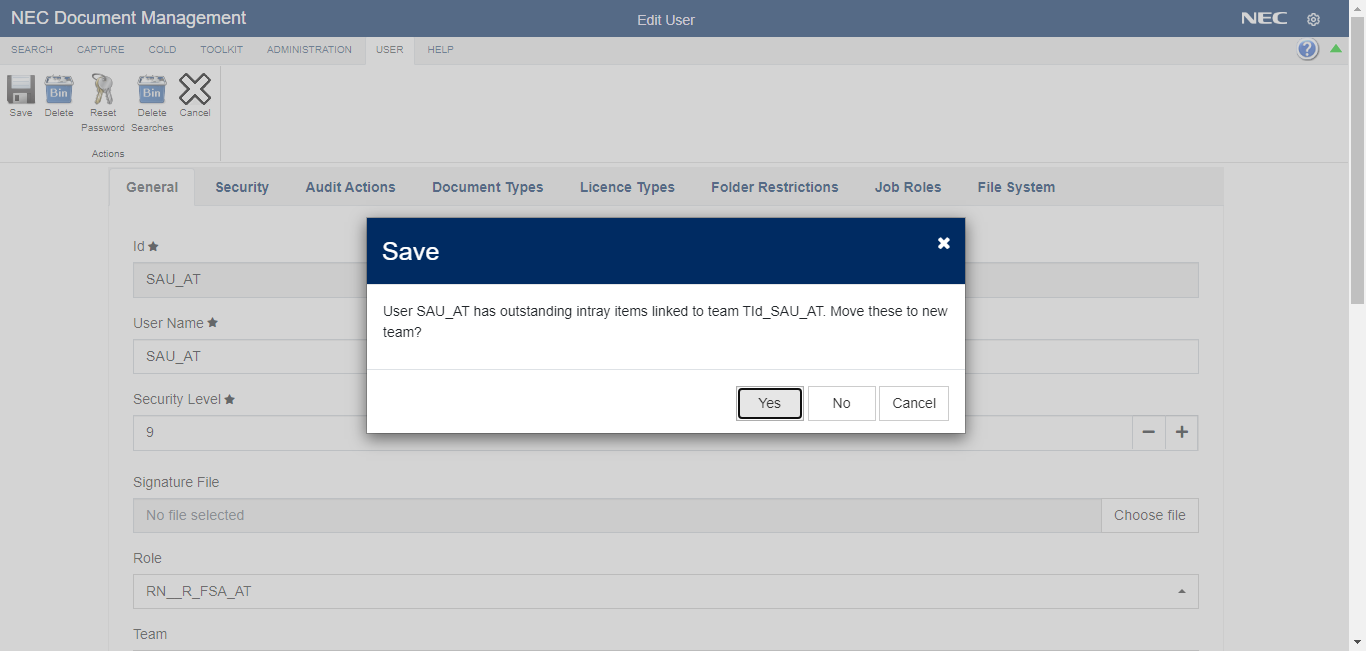 NEC Document Management
Edit User
NEC
SEARCH CAPTURE COLD TOOLKIT ADMINISTRATION USER HELP
?
Bin
Bin
Save Delete Reset Password Delete Searches Cancel
Actions
General Security Audit Actions Document Types Licence Types Folder Restrictions Job Roles File System
Save
Id
SAU_AT
User SAU_AT has outstanding intray items linked to team TId_SAU_AT. Move these to new
team?
User Name
SAU_AT
Security Level
Yes No Cancel
9
Signature File
No file selected
Choose file
Role
RN__R_FSA_AT
Team